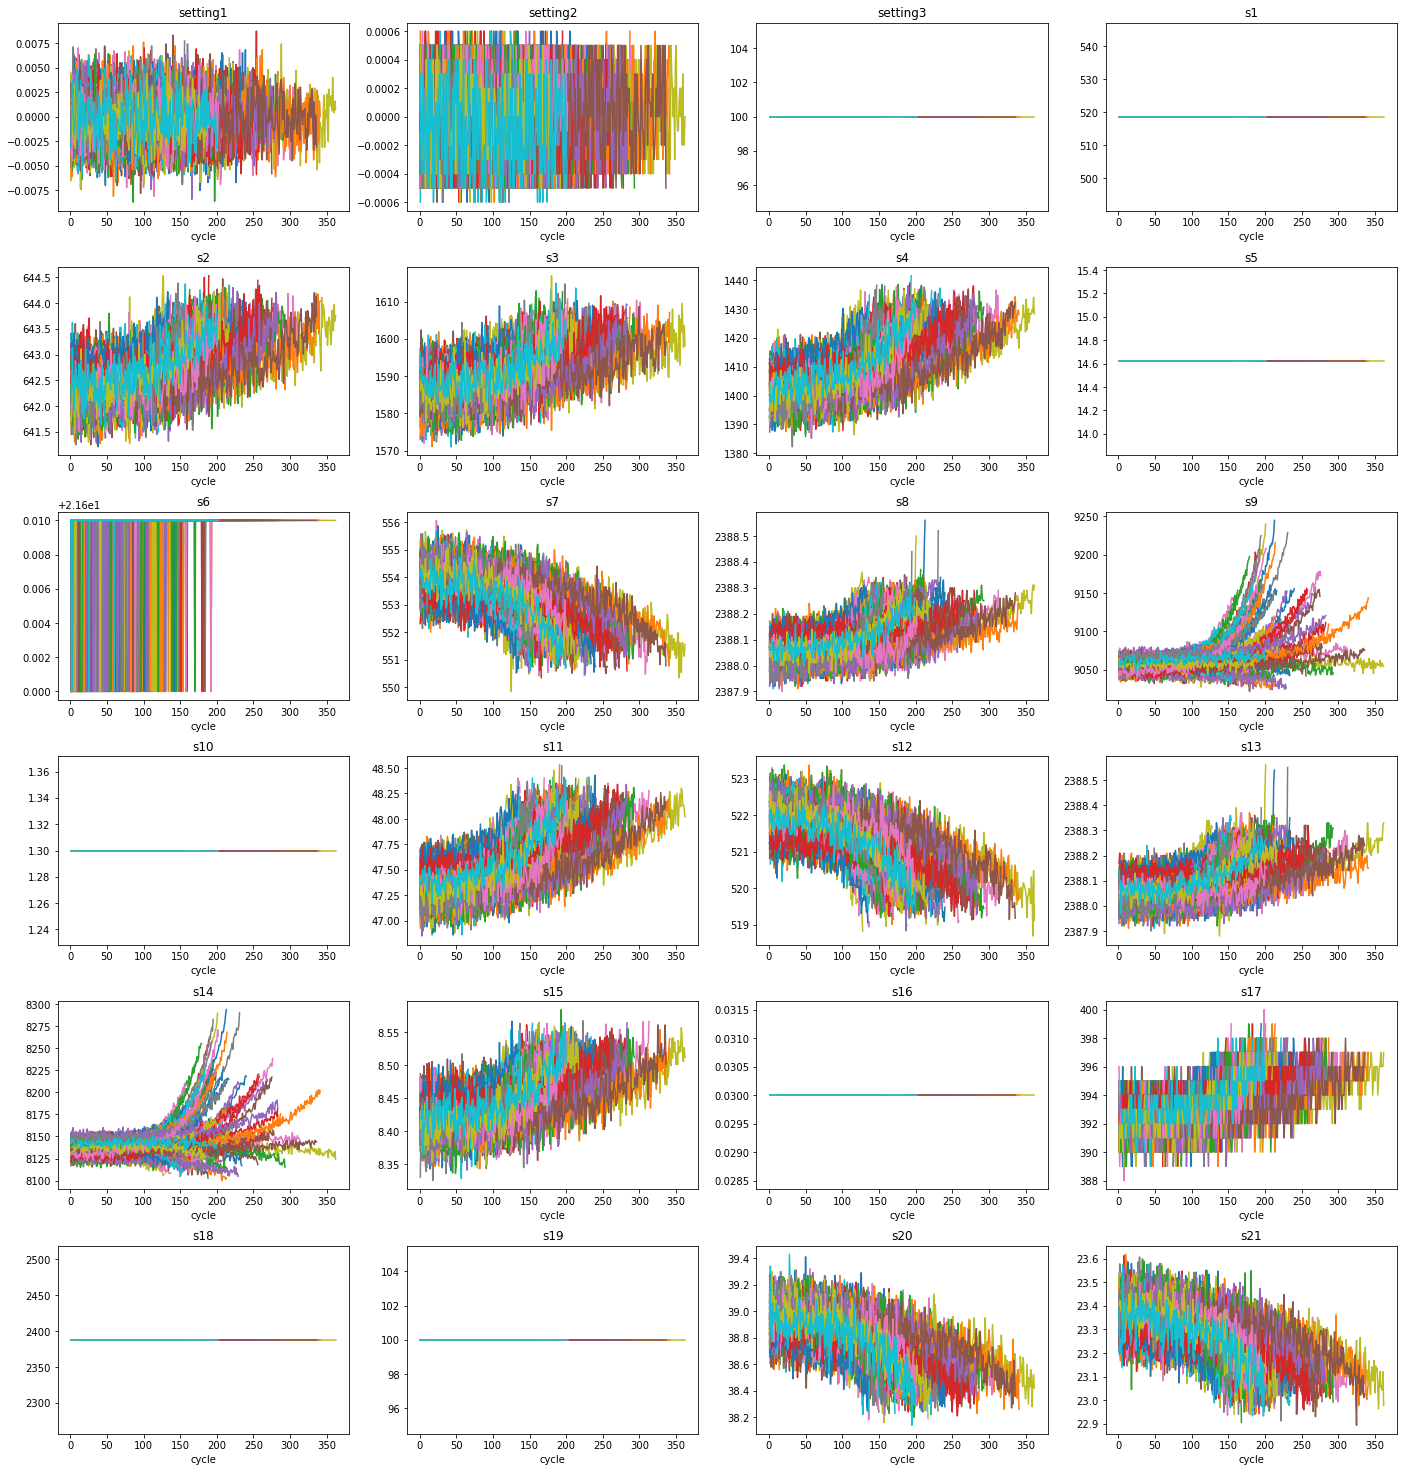 setting1 setting2 setting3 s1
0.0075 0.0050 0.0025 0.0000 −0.0025 −0.0050 −0.0075
0.0006 0.0004 0.0002 0.0000 −0.0002 −0.0004 −0.0006
104 102 100 98 96
540 530 520 510 500
0 50 100 150 200 250 300 350 0 50 100 150 200 250 300 350 0 50 100 150 200 250 300 350 0 50 100 150 200 250 300 350
cycle cycle cycle cycle
s2 s3 s4 s5
644.5 644.0 643.5 643.0 642.5 642.0 641.5
1610 1600 1590 1580 1570
1440 1430 1420 1410 1400 1390 1380
15.4 15.2 15.0 14.8 14.6 14.4 14.2 14.0
0 50 100 150 200 250 300 350 0 50 100 150 200 250 300 350 0 50 100 150 200 250 300 350 0 50 100 150 200 250 300 350
cycle cycle cycle cycle
s6 s7 s8 s9
+2.16e1
0.010 0.008 0.006 0.004 0.002 0.000
556 555 554 553 552 551 550
2388.5 2388.4 2388.3 2388.2 2388.1 2388.0 2387.9
9250 9200 9150 9100 9050
0 50 100 150 200 250 300 350 0 50 100 150 200 250 300 350 0 50 100 150 200 250 300 350 0 50 100 150 200 250 300 350
cycle cycle cycle cycle
s10 s11 s12 s13
1.36 1.34 1.32 1.30 1.28 1.26 1.24
48.50 48.25 48.00 47.75 47.50 47.25 47.00
523 522 521 520 519
2388.5 2388.4 2388.3 2388.2 2388.1 2388.0 2387.9
0 50 100 150 200 250 300 350 0 50 100 150 200 250 300 350 0 50 100 150 200 250 300 350 0 50 100 150 200 250 300 350
cycle cycle cycle cycle
s14 s15 s16 s17
8300 8275 8250 8225 8200 8175 8150 8125 8100
8.55 8.50 8.45 8.40 8.35
0.0315 0.0310 0.0305 0.0300 0.0295 0.0290 0.0285
400 398 396 394 392 390 388
0 50 100 150 200 250 300 350 0 50 100 150 200 250 300 350 0 50 100 150 200 250 300 350 0 50 100 150 200 250 300 350
cycle cycle cycle cycle
s18 s19 s20 s21
2500 2450 2400 2350 2300
104 102 100 98 96
39.4 39.2 39.0 38.8 38.6 38.4 38.2
23.6 23.5 23.4 23.3 23.2 23.1 23.0 22.9
0 50 100 150 200 250 300 350 0 50 100 150 200 250 300 350 0 50 100 150 200 250 300 350 0 50 100 150 200 250 300 350
cycle cycle cycle cycle